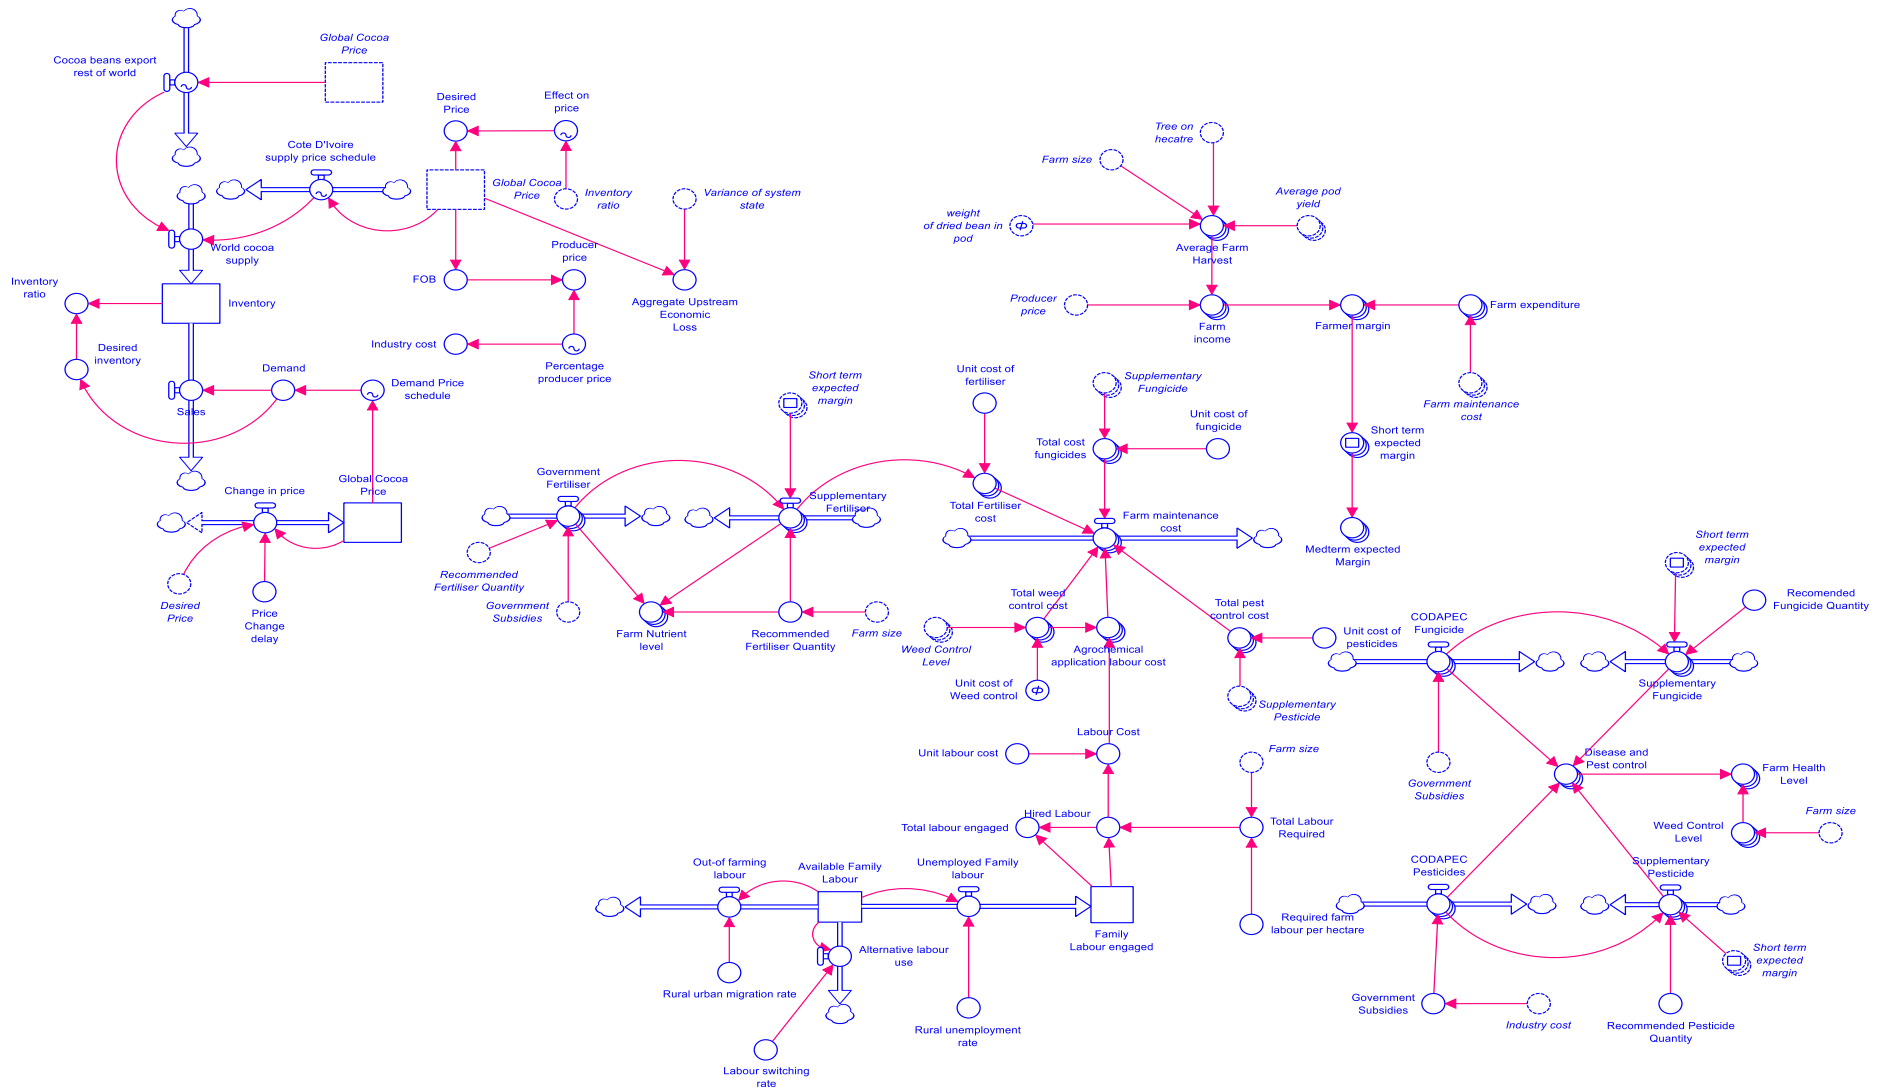 Global Cocoa
Price
Cocoa beans export
rest of world
Desired
Price
Effect on
price
Cote D'Ivoire
supply price schedule
Global Cocoa
Price
Inventory
ratio
Variance of system
state
World cocoa
supply
Producer
price
FOB
Aggregate Upstream
Economic
Loss
Inventory
ratio
Inventory
Industry cost
Percentage
producer price
Desired
inventory
Demand
Demand Price
schedule
Sales
Global Cocoa
Price
Change in price
Desired
Price
Price
Change
delay
Tree on
hecatre
Farm size
Average pod
yield
weight
of dried bean in
pod
Average Farm
Harvest
Producer
price
Farm
income
Farmer margin
Farm expenditure
Farm maintenance
cost
Short term
expected
margin
Medterm expected
Margin
Short term
expected
margin
Government
Fertiliser
Supplementary
Fertiliser
Recommended
Fertiliser Quantity
Government
Subsidies
Farm Nutrient
level
Recommended
Fertiliser Quantity
Farm size
Unit cost of
fertiliser
Supplementary
Fungicide
Unit cost of
fungicide
Total cost
fungicides
Total Fertiliser
cost
Farm maintenance
cost
Total weed
control cost
Weed Control
Level
Agrochemical
application labour cost
Unit cost of
Weed control
Total pest
control cost
Unit cost of
pesticides
Supplementary
Pesticide
Labour Cost
Unit labour cost
Farm size
Hired Labour
Total labour engaged
Total Labour
Required
Out-of farming
labour
Available Family
Labour
Unemployed Family
labour
Family
Labour engaged
Required farm
labour per hectare
Alternative labour
use
Rural urban migration rate
Rural unemployment
rate
Labour switching
rate
Short term
expected
margin
Recomended
Fungicide Quantity
CODAPEC
Fungicide
Supplementary
Fungicide
Government
Subsidies
Disease and
Pest control
Farm Health
Level
Farm size
Weed Control
Level
CODAPEC
Pesticides
Supplementary
Pesticide
Short term
expected
margin
Government
Subsidies
Industry cost
Recommended Pesticide
Quantity